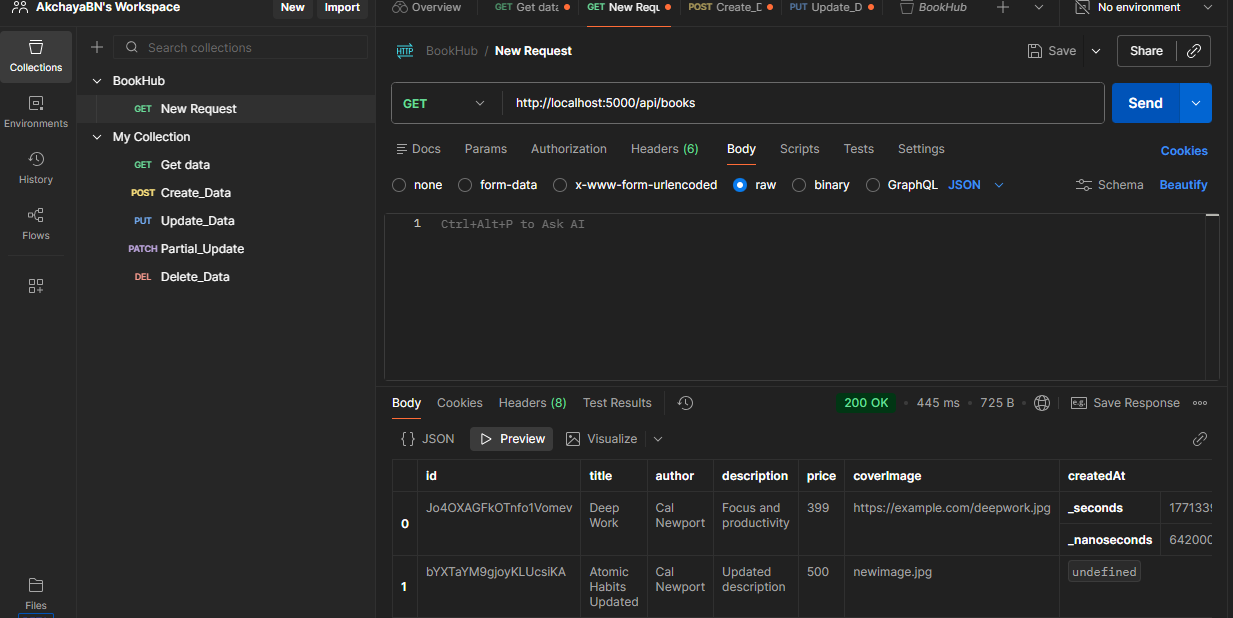 AkchayaBN's Workspace New Import Overview GET Get data GET New Requ POST Create_D PUT Update_D BookHub No environment
Collections
Environments
History
Flows
Files
Search collections
BookHub
GET New Request
My Collection
GET Get data
POST Create_Data
PUT Update_Data
PATCH Partial_Update
DEL Delete_Data
HTTP BookHub / New Request Save Share
GET http://localhost:5000/api/books Send
Docs Params Authorization Headers (6) Body Scripts Tests Settings Cookies
none form-data x-www-form-urlencoded raw binary GraphQL JSON Schema Beautify
1 Ctrl+Alt+P to Ask AI
Body Cookies Headers (8) Test Results 200 OK • 445 ms • 725 B • e.g. Save Response
{} JSON Preview Visualize
id title author description price coverImage createdAt
0 Jo4OXAGFkOTnfo1Vomev Deep Work Cal Newport Focus and productivity 399 https://example.com/deepwork.jpg _seconds 1771339
_nanoseconds 642000
1 bYXTaYM9gjoyKLUcsiKA Atomic Habits Updated Cal Newport Updated description 500 newimage.jpg undefined